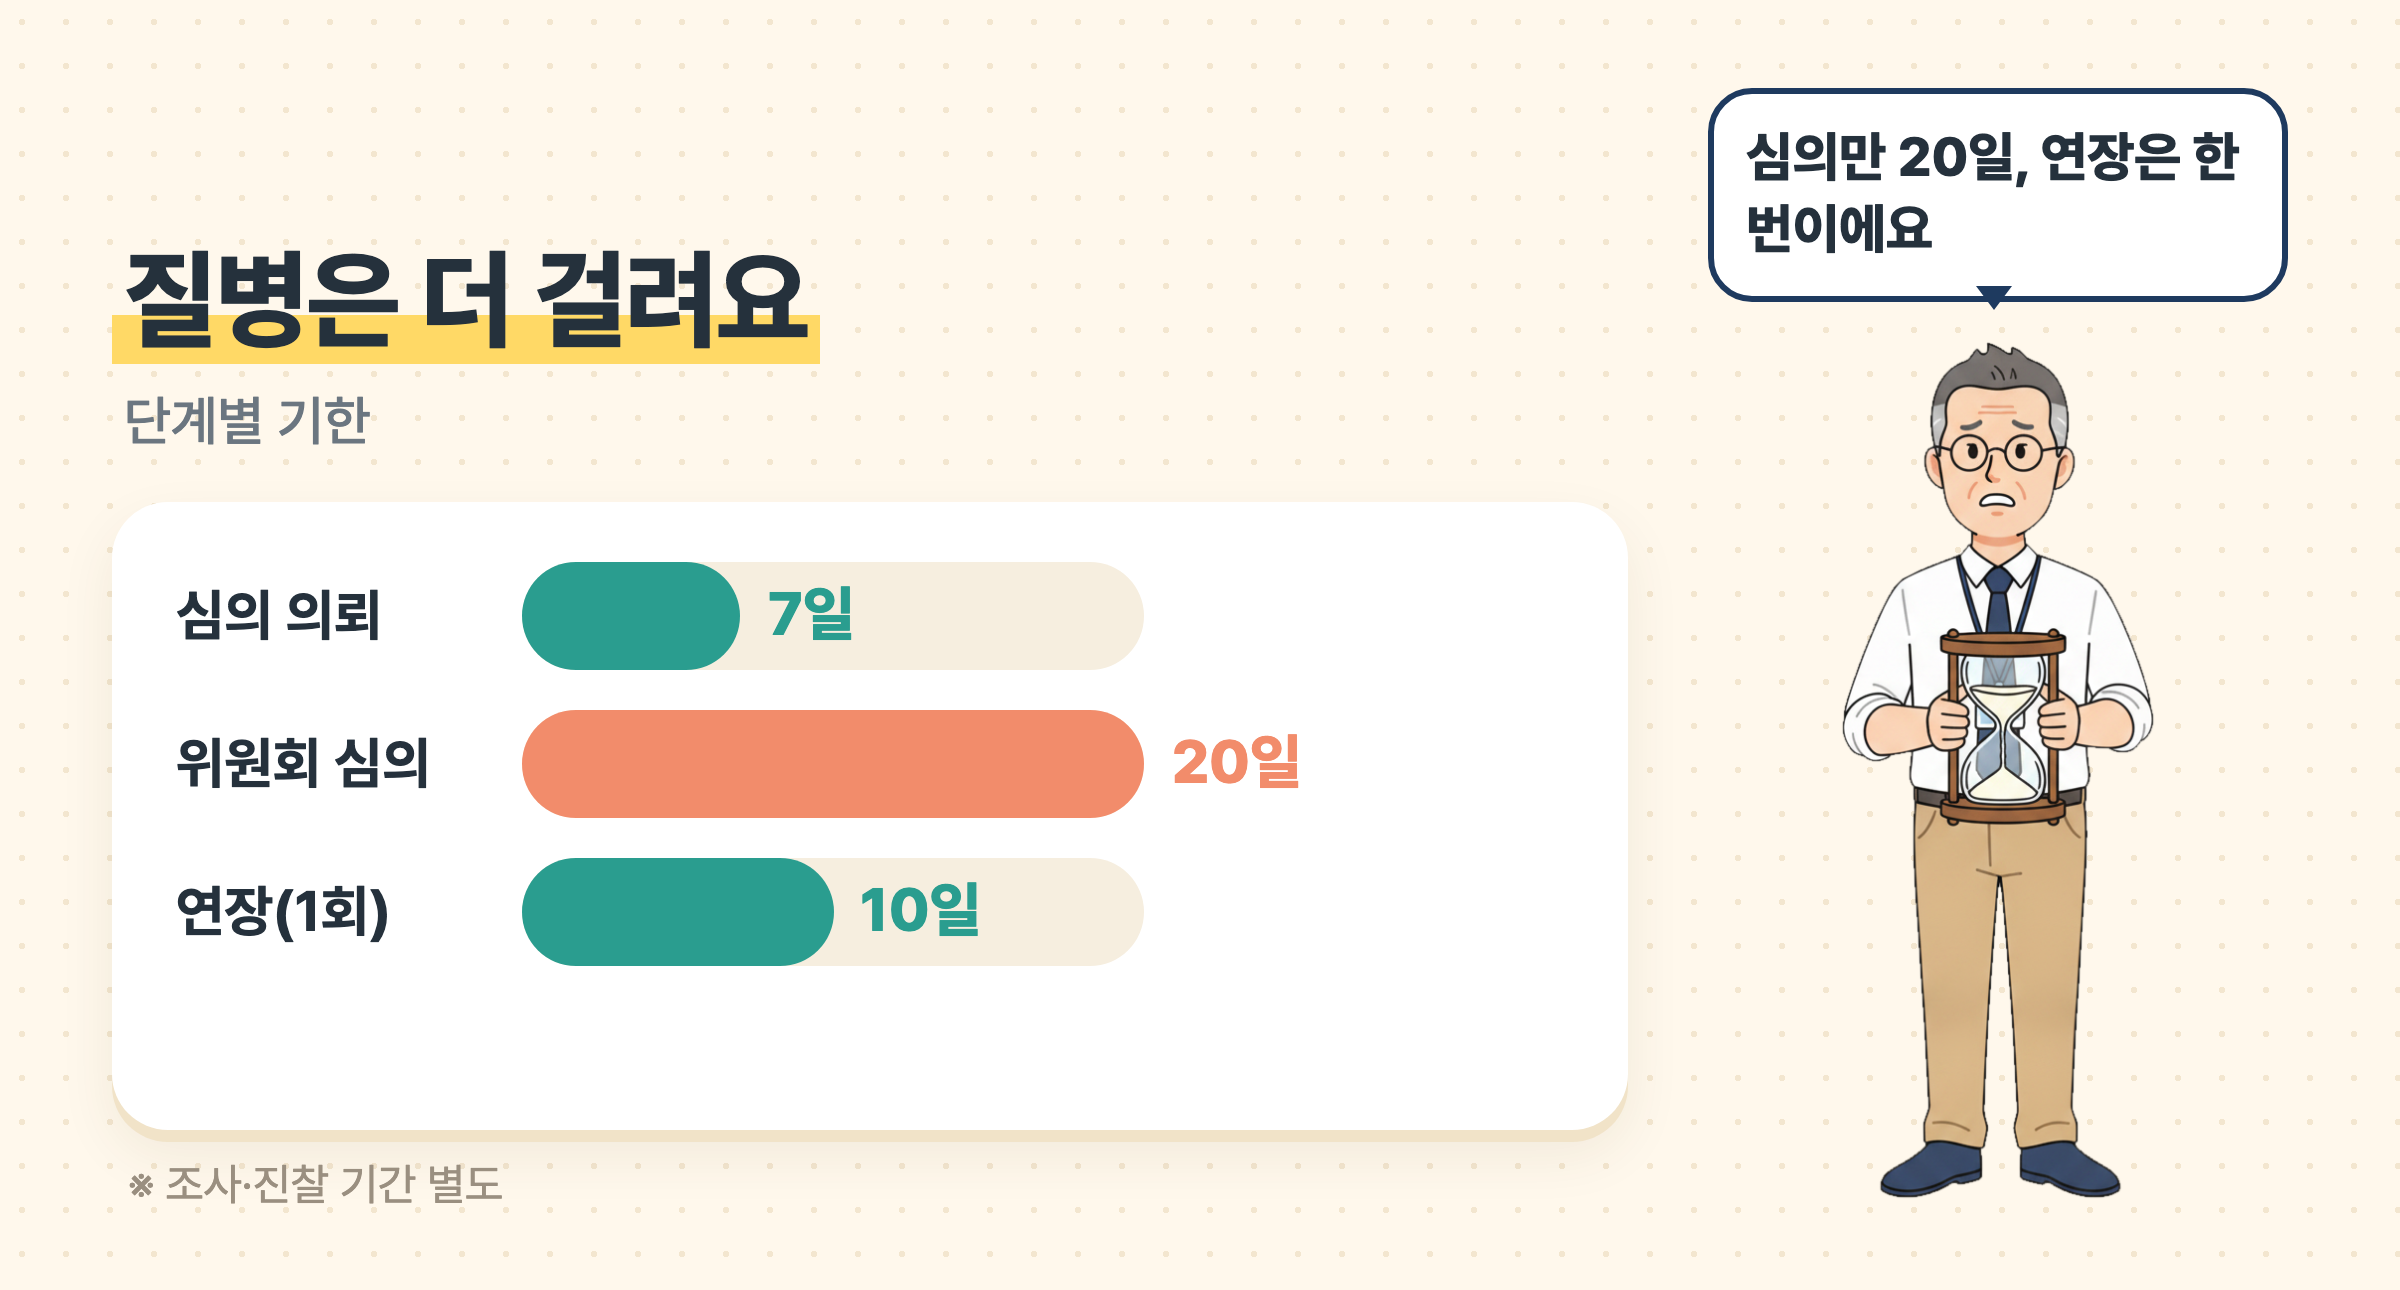 심의만 20일, 연장은 한
번이에요
질병은 더 걸려요
단계별 기한
심의 의뢰 7일
위원회 심의 20일
연장(1회) 10일
※ 조사·진찰 기간 별도